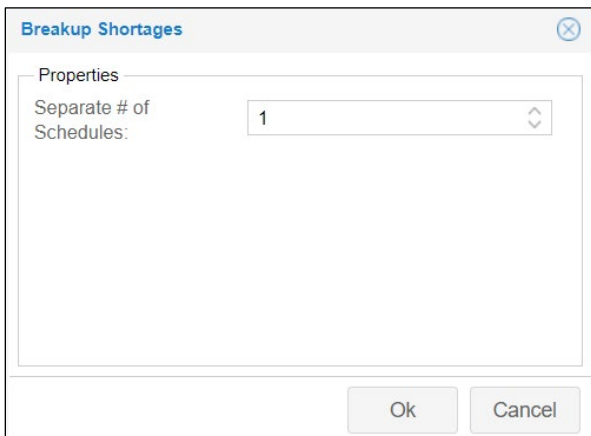 Breakup Shortages
Properties
Separate # of
Schedules:
1
Ok
Cancel